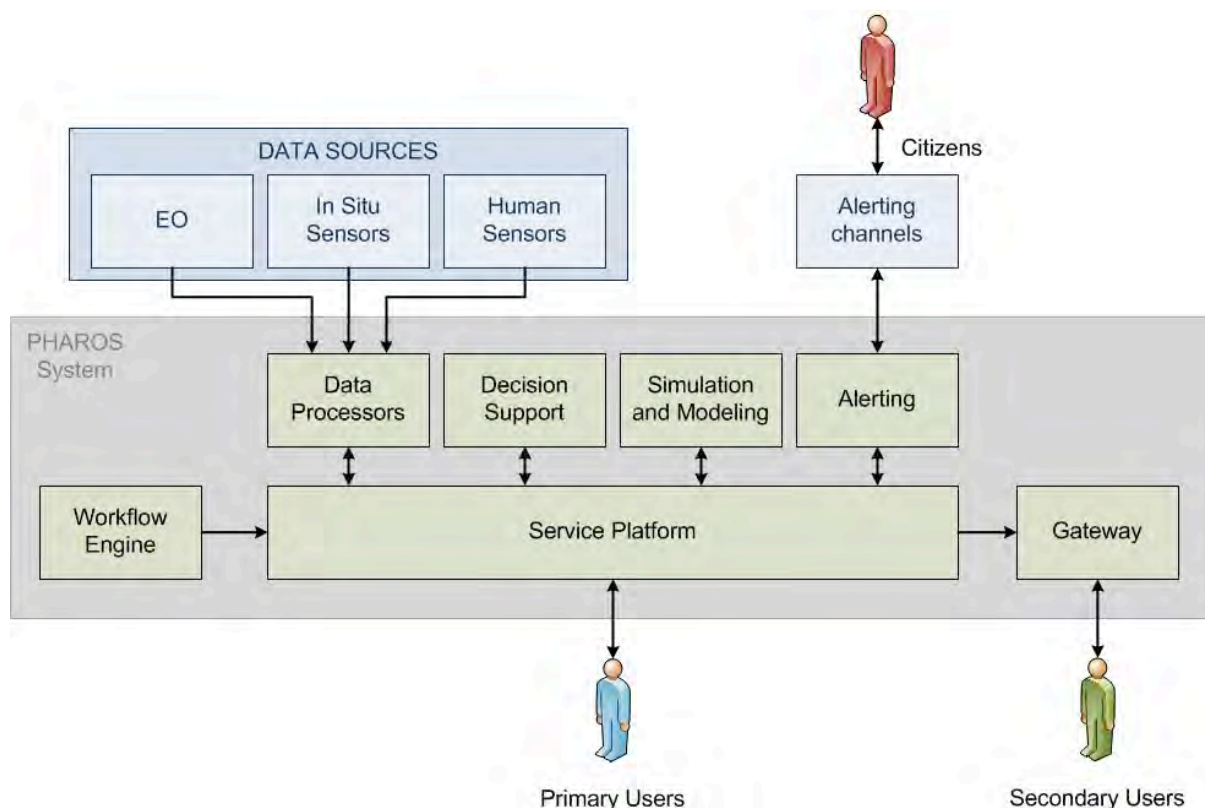 Citizens
DATA SOURCES
EO
In Situ
Sensors
Human
Sensors
Alerting
channels
PHAROS
System
Data
Processors
Decision
Support
Simulation
and Modeling
Alerting
Workflow
Engine
Service Platform
Gateway
Primary Users
Secondary Users